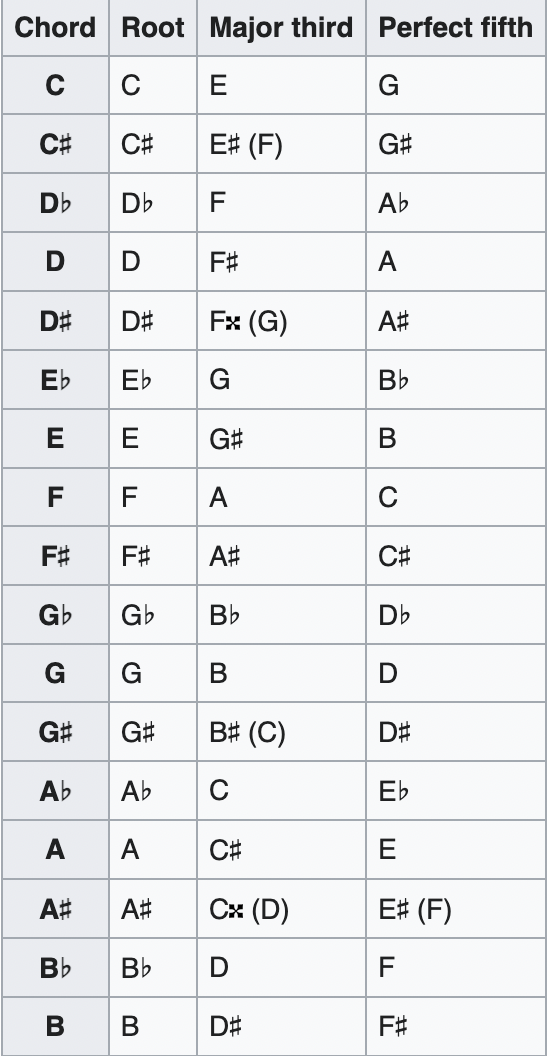 Chord Root Major third Perfect fifth
C C E G
C♯ C♯ E♯ (F) G♯
D♭ D♭ F A♭
D D F♯ A
D♯ D♯ F𝄪 (G) A♯
E♭ E♭ G B♭
E E G♯ B
F F A C
F♯ F♯ A♯ C♯
G♭ G♭ B♭ D♭
G G B D
G♯ G♯ B♯ (C) D♯
A♭ A♭ C E♭
A A C♯ E
A♯ A♯ C𝄪 (D) E♯ (F)
B♭ B♭ D F
B B D♯ F♯